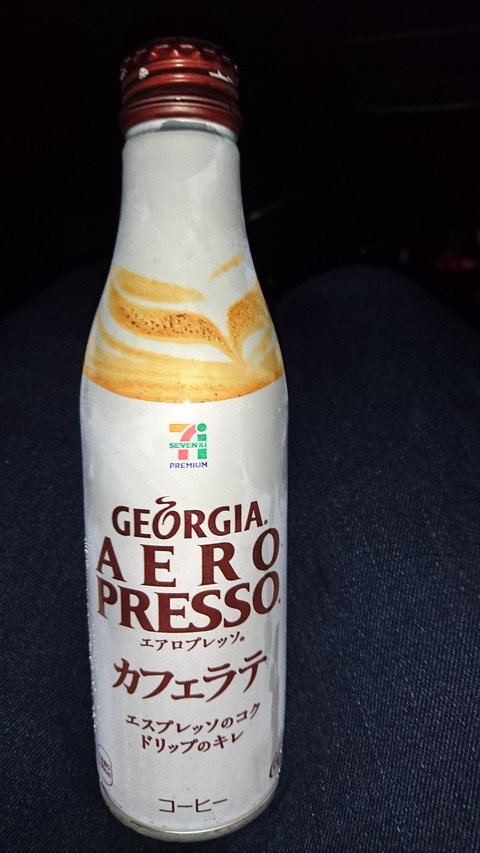 SEVEN&i
PREMIUM
GEORGIA.
AERO
PRESSO.
エアロプレッソ®
カフェラテ
エスプレッソのコク
ドリップのキレ
コーヒー